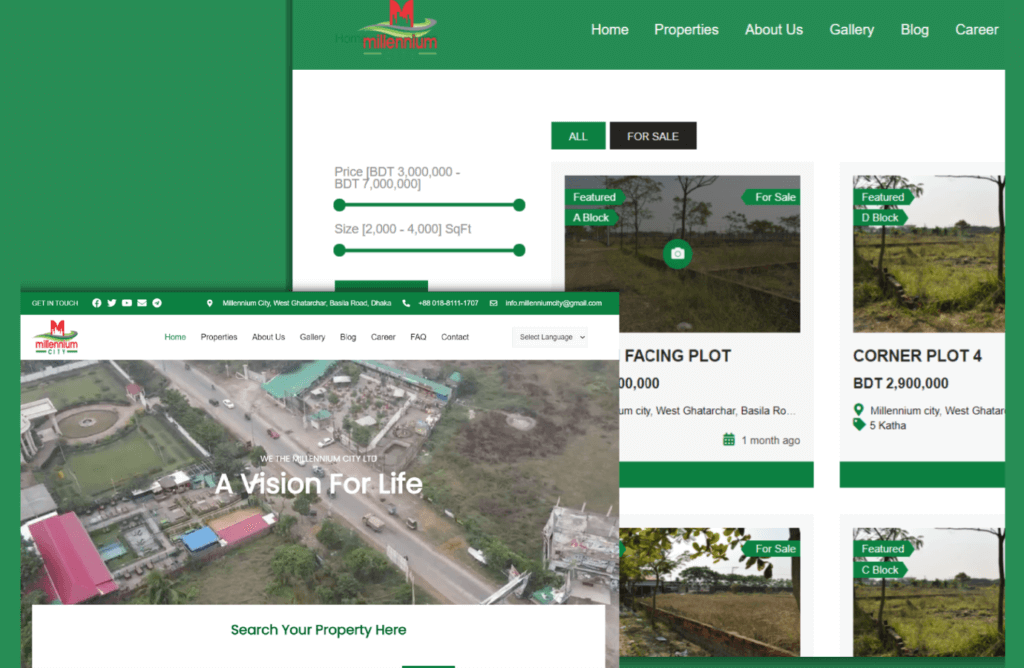 Home
millennium
Home Properties About Us Gallery Blog Career
ALL FOR SALE
Price [BDT 3,000,000 -
BDT 7,000,000]
Size [2,000 - 4,000] SqFt
Featured
A Block
For Sale
FACING PLOT
00,000
um city, West Ghatarchar, Basila Ro...
1 month ago
Featured
D Block
CORNER PLOT 4
BDT 2,900,000
Millennium city, West Ghatar
5 Katha
For Sale
Featured
C Block
GET IN TOUCH
Millennium City, West Ghatarchar, Basila Road, Dhaka
+88 018-8111-1707
info.millenniumcity@gmail.com
millennium
CITY
Home Properties About Us Gallery Blog Career FAQ Contact
Select Language
WE THE MILLENNIUM CITY LTD
A Vision For Life
Search Your Property Here